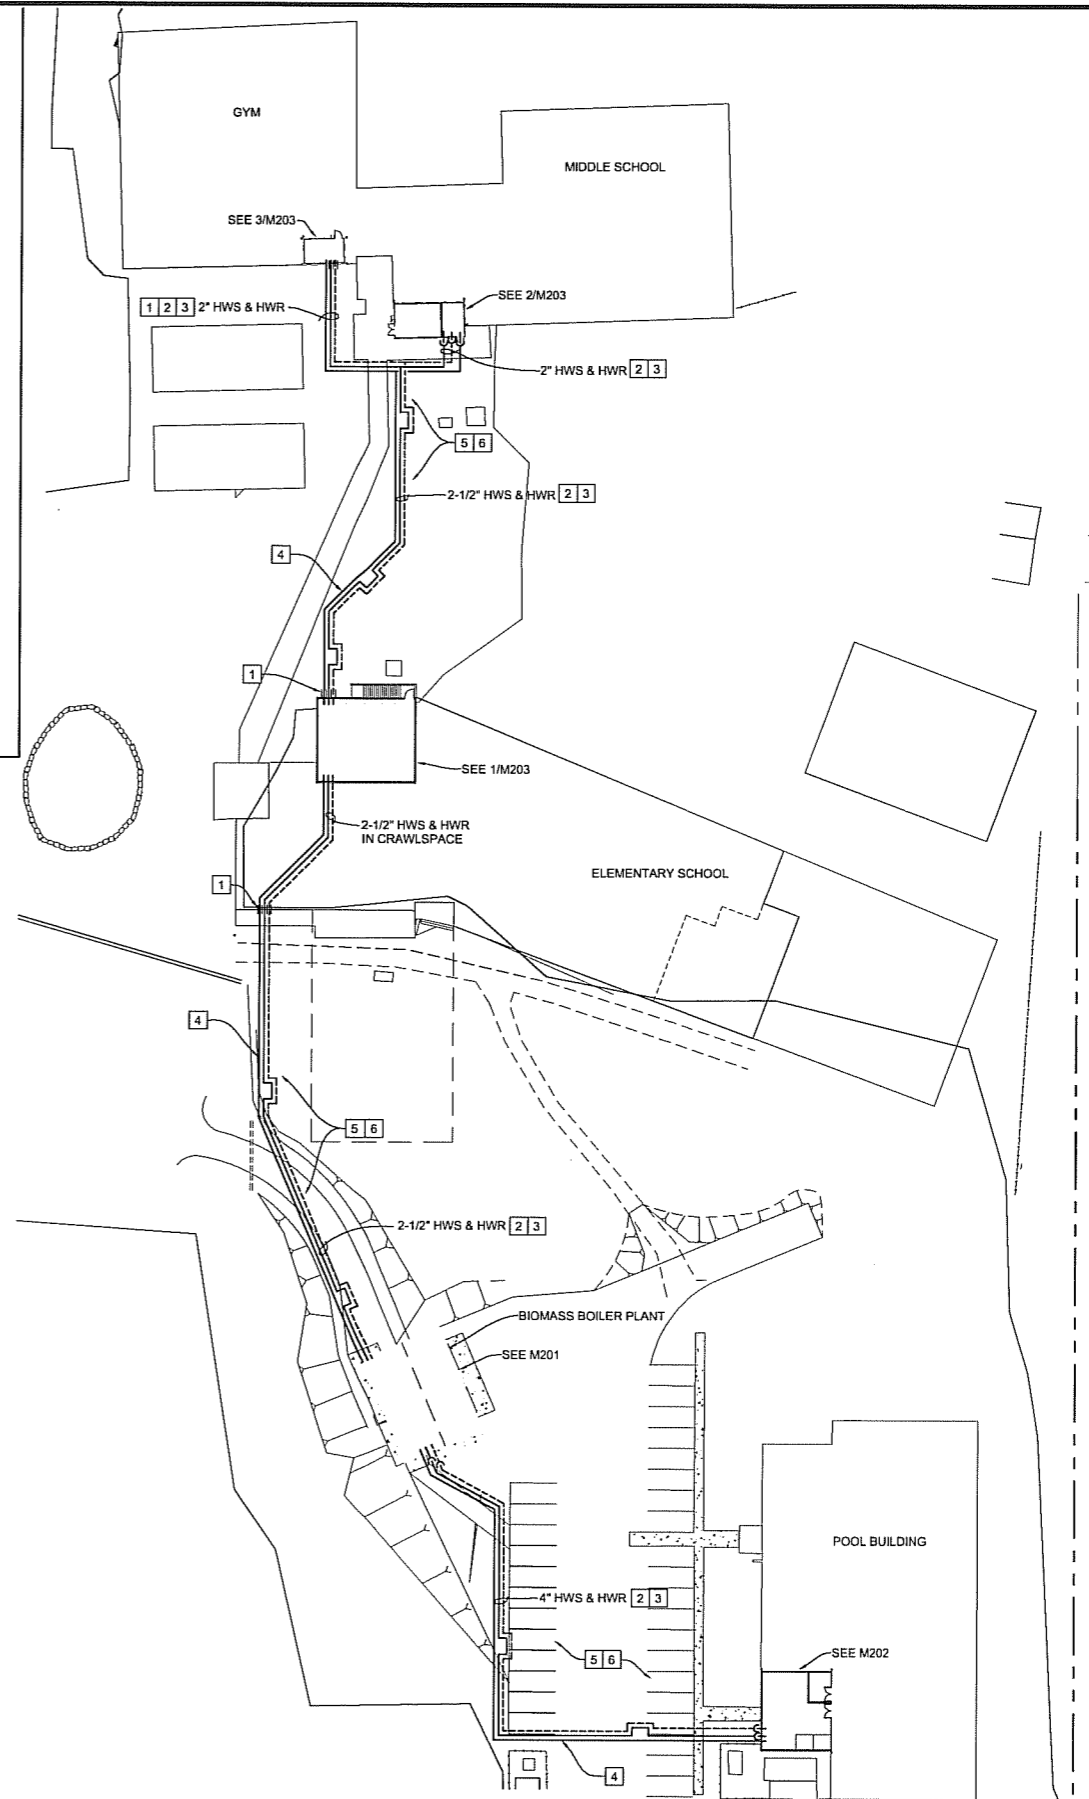 GYM
MIDDLE SCHOOL
SEE 3/M203
SEE 2/M203
1 2 3 2" HWS & HWR
2" HWS & HWR 2 3
5 6
2-1/2" HWS & HWR 2 3
4
1
SEE 1/M203
2-1/2" HWS & HWR
IN CRAWLSPACE
ELEMENTARY SCHOOL
1
4
5 6
2-1/2" HWS & HWR 2 3
BIOMASS BOILER PLANT
SEE M201
POOL BUILDING
4" HWS & HWR 2 3
5 6
SEE M202
4